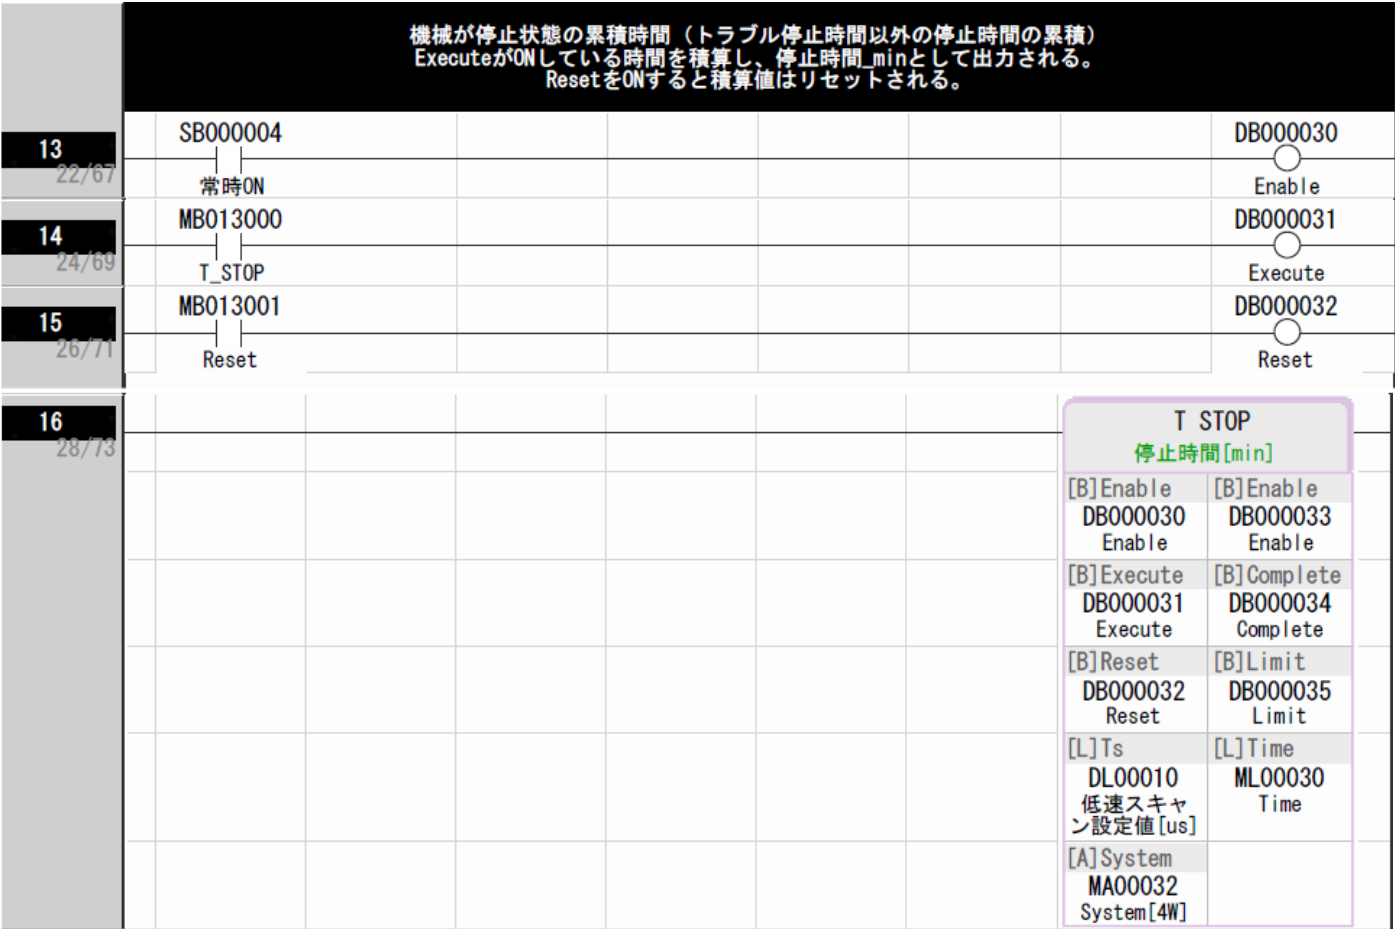 機械が停止状態の累積時間（トラブル停止時間以外の停止時間の累積）
ExecuteがONしている時間を積算し、停止時間_minとして出力される。
ResetをONすると積算値はリセットされる。
13
22/67
SB000004
常時ON
DB000030
Enable
14
24/69
MB013000
T_STOP
DB000031
Execute
15
26/71
MB013001
Reset
DB000032
Reset
16
28/73
T STOP
停止時間[min]
[B]Enable [B]Enable
DB000030 DB000033
Enable Enable
[B]Execute [B]Complete
DB000031 DB000034
Execute Complete
[B]Reset [B]Limit
DB000032 DB000035
Reset Limit
[L]Ts [L]Time
DL00010 ML00030
低速スキャ Time
ン設定値[us]
[A]System
MA00032
System[4W]